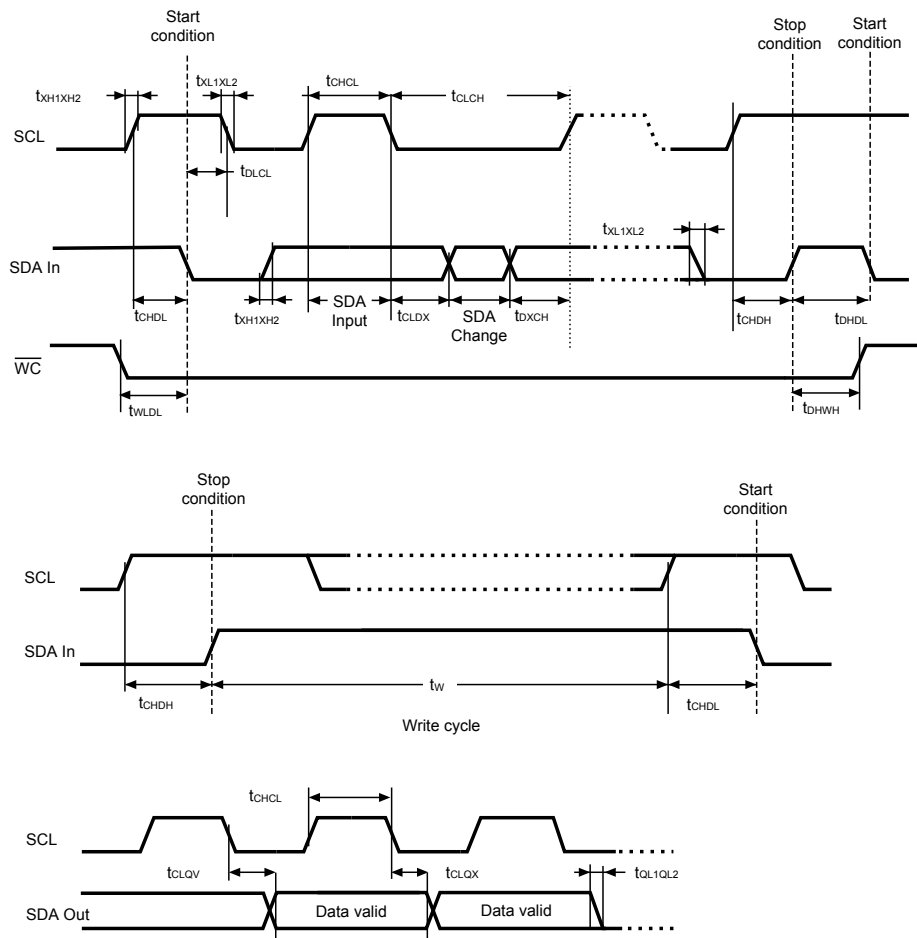 Start
condition
Stop
condition
Start
condition
tXL1XL2
tCHCL
tCLCH
tXH1XH2
SCL
tDLCL
tXL1XL2
SDA In
tCHDL
tXH1XH2
SDA
Input
tCLDX
SDA
Change
tDXCH
tCHDH
tDHDL
WC
tWLDL
tDHWH
Stop
condition
Start
condition
SCL
SDA In
tCHDH
tW
tCHDL
Write cycle
tCHCL
SCL
tCLQV
tCLQX
tQL1QL2
SDA Out
Data valid
Data valid